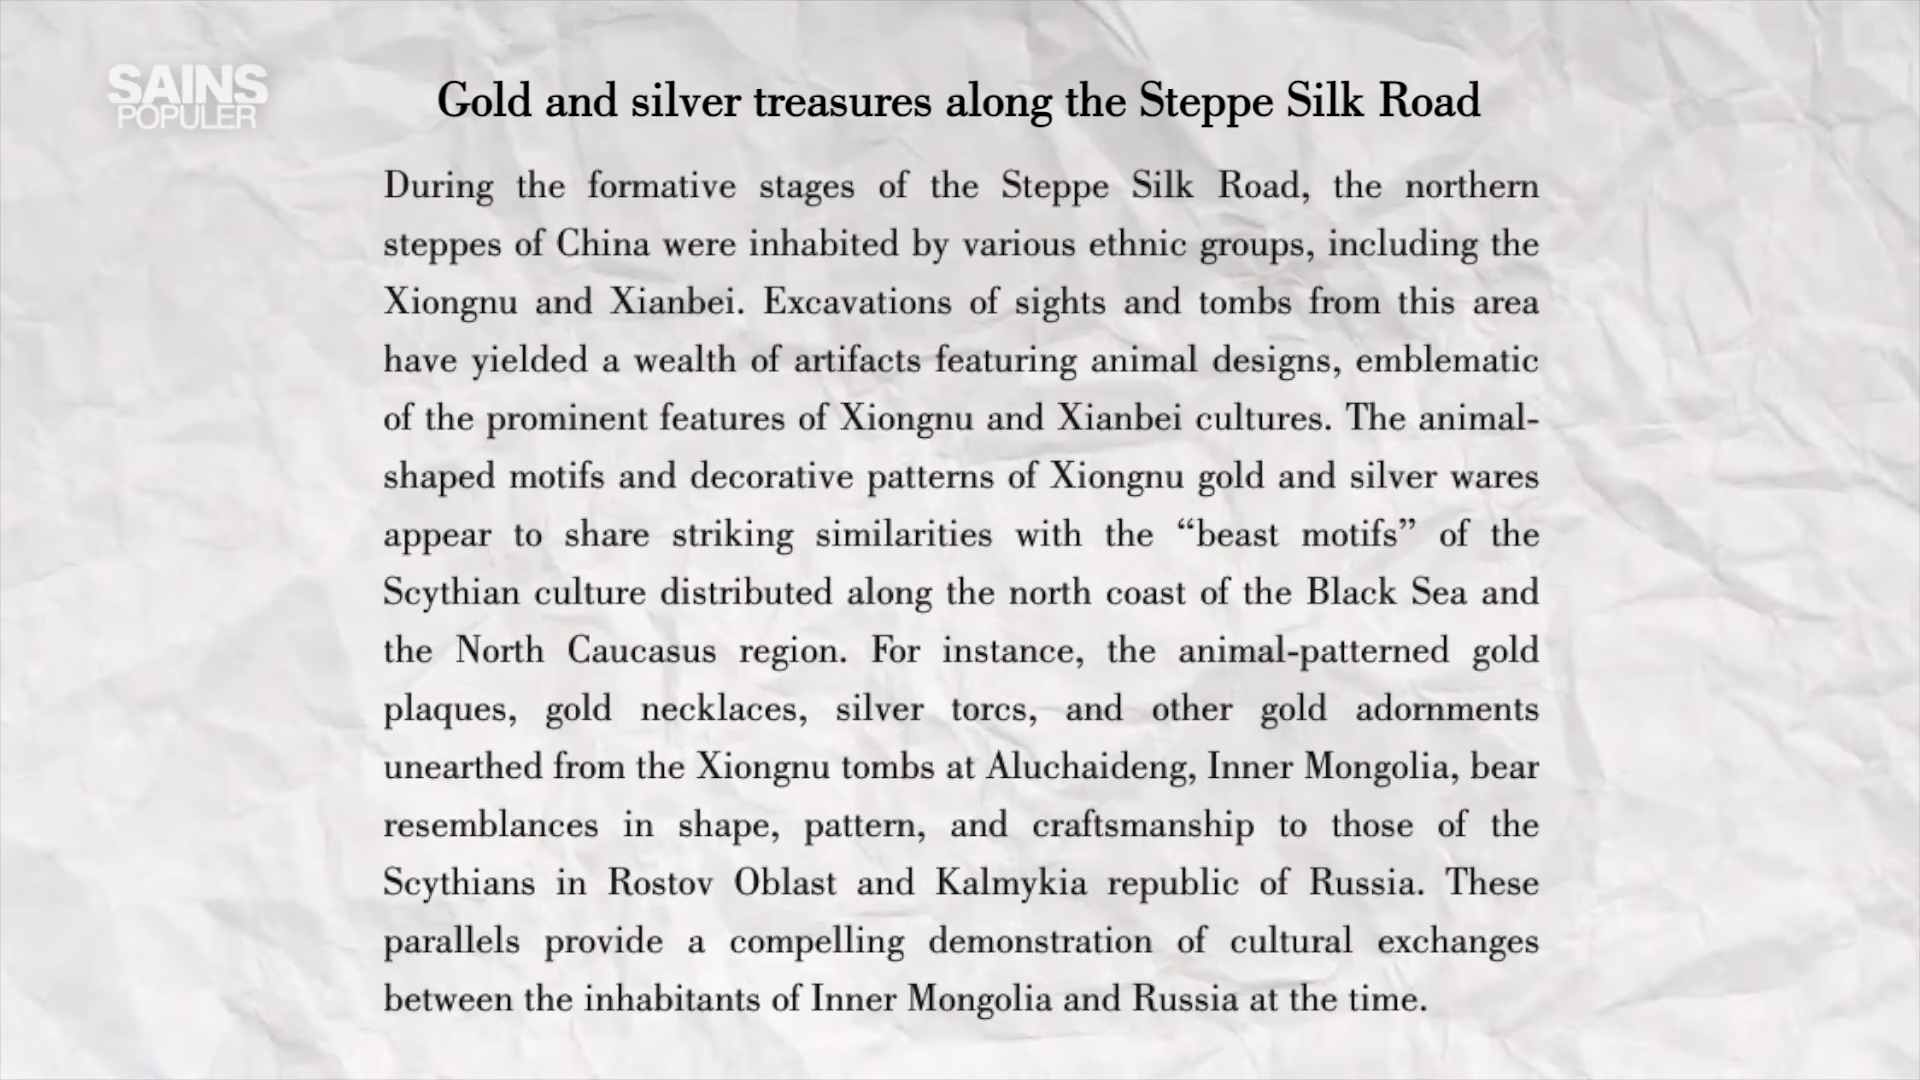 SAINS
POPULER
Gold and silver treasures along the Steppe Silk Road
During the formative stages of the Steppe Silk Road, the northern
steppes of China were inhabited by various ethnic groups, including the
Xiongnu and Xianbei. Excavations of sights and tombs from this area
have yielded a wealth of artifacts featuring animal designs, emblematic
of the prominent features of Xiongnu and Xianbei cultures. The animal-
shaped motifs and decorative patterns of Xiongnu gold and silver wares
appear to share striking similarities with the “beast motifs” of the
Scythian culture distributed along the north coast of the Black Sea and
the North Caucasus region. For instance, the animal-patterned gold
plaques, gold necklaces, silver torcs, and other gold adornments
unearthed from the Xiongnu tombs at Aluchaideng, Inner Mongolia, bear
resemblances in shape, pattern, and craftsmanship to those of the
Scythians in Rostov Oblast and Kalmykia republic of Russia. These
parallels provide a compelling demonstration of cultural exchanges
between the inhabitants of Inner Mongolia and Russia at the time.